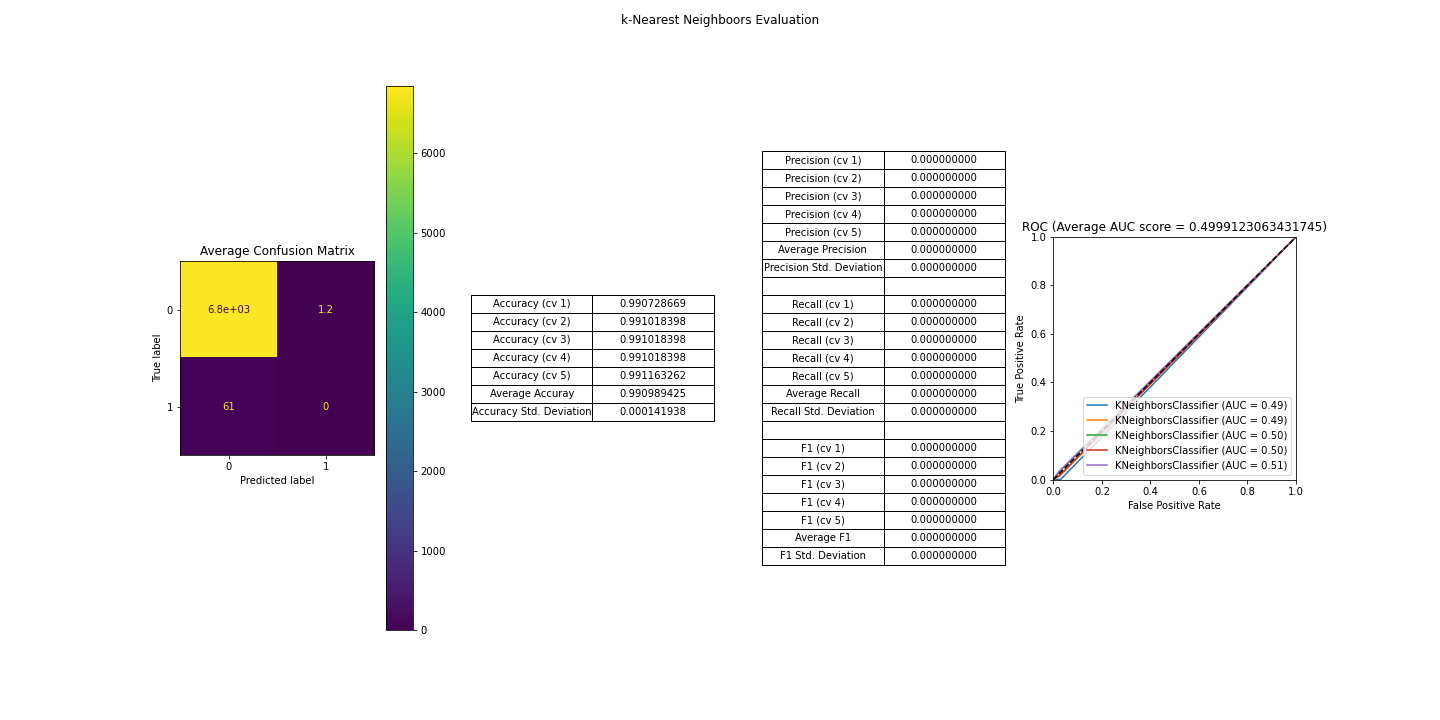 k-Nearest Neighboors Evaluation
Average Confusion Matrix
True label
0
1
6.8e+03 1.2
61 0
0 1
Predicted label
6000
5000
4000
3000
2000
1000
0
Accuracy (cv 1) 0.990728669
Accuracy (cv 2) 0.991018398
Accuracy (cv 3) 0.991018398
Accuracy (cv 4) 0.991018398
Accuracy (cv 5) 0.991163262
Average Accuray 0.990989425
Accuracy Std. Deviation 0.000141938
Precision (cv 1) 0.000000000
Precision (cv 2) 0.000000000
Precision (cv 3) 0.000000000
Precision (cv 4) 0.000000000
Precision (cv 5) 0.000000000
Average Precision 0.000000000
Precision Std. Deviation 0.000000000
Recall (cv 1) 0.000000000
Recall (cv 2) 0.000000000
Recall (cv 3) 0.000000000
Recall (cv 4) 0.000000000
Recall (cv 5) 0.000000000
Average Recall 0.000000000
Recall Std. Deviation 0.000000000
F1 (cv 1) 0.000000000
F1 (cv 2) 0.000000000
F1 (cv 3) 0.000000000
F1 (cv 4) 0.000000000
F1 (cv 5) 0.000000000
Average F1 0.000000000
F1 Std. Deviation 0.000000000
ROC (Average AUC score = 0.4999123063431745)
True Positive Rate
1.0
0.8
0.6
0.4
0.2
0.0
KNeighborsClassifier (AUC = 0.49)
KNeighborsClassifier (AUC = 0.49)
KNeighborsClassifier (AUC = 0.50)
KNeighborsClassifier (AUC = 0.50)
KNeighborsClassifier (AUC = 0.51)
0.0 0.2 0.4 0.6 0.8 1.0
False Positive Rate